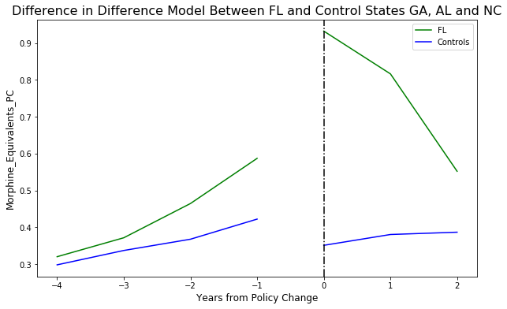 Difference in Difference Model Between FL and Control States GA, AL and NC
FL
Controls
0.9
0.8
0.7
0.6
0.5
0.4
0.3
Morphine_Equivalents_PC
−4
−3
−2
−1
0
1
2
Years from Policy Change